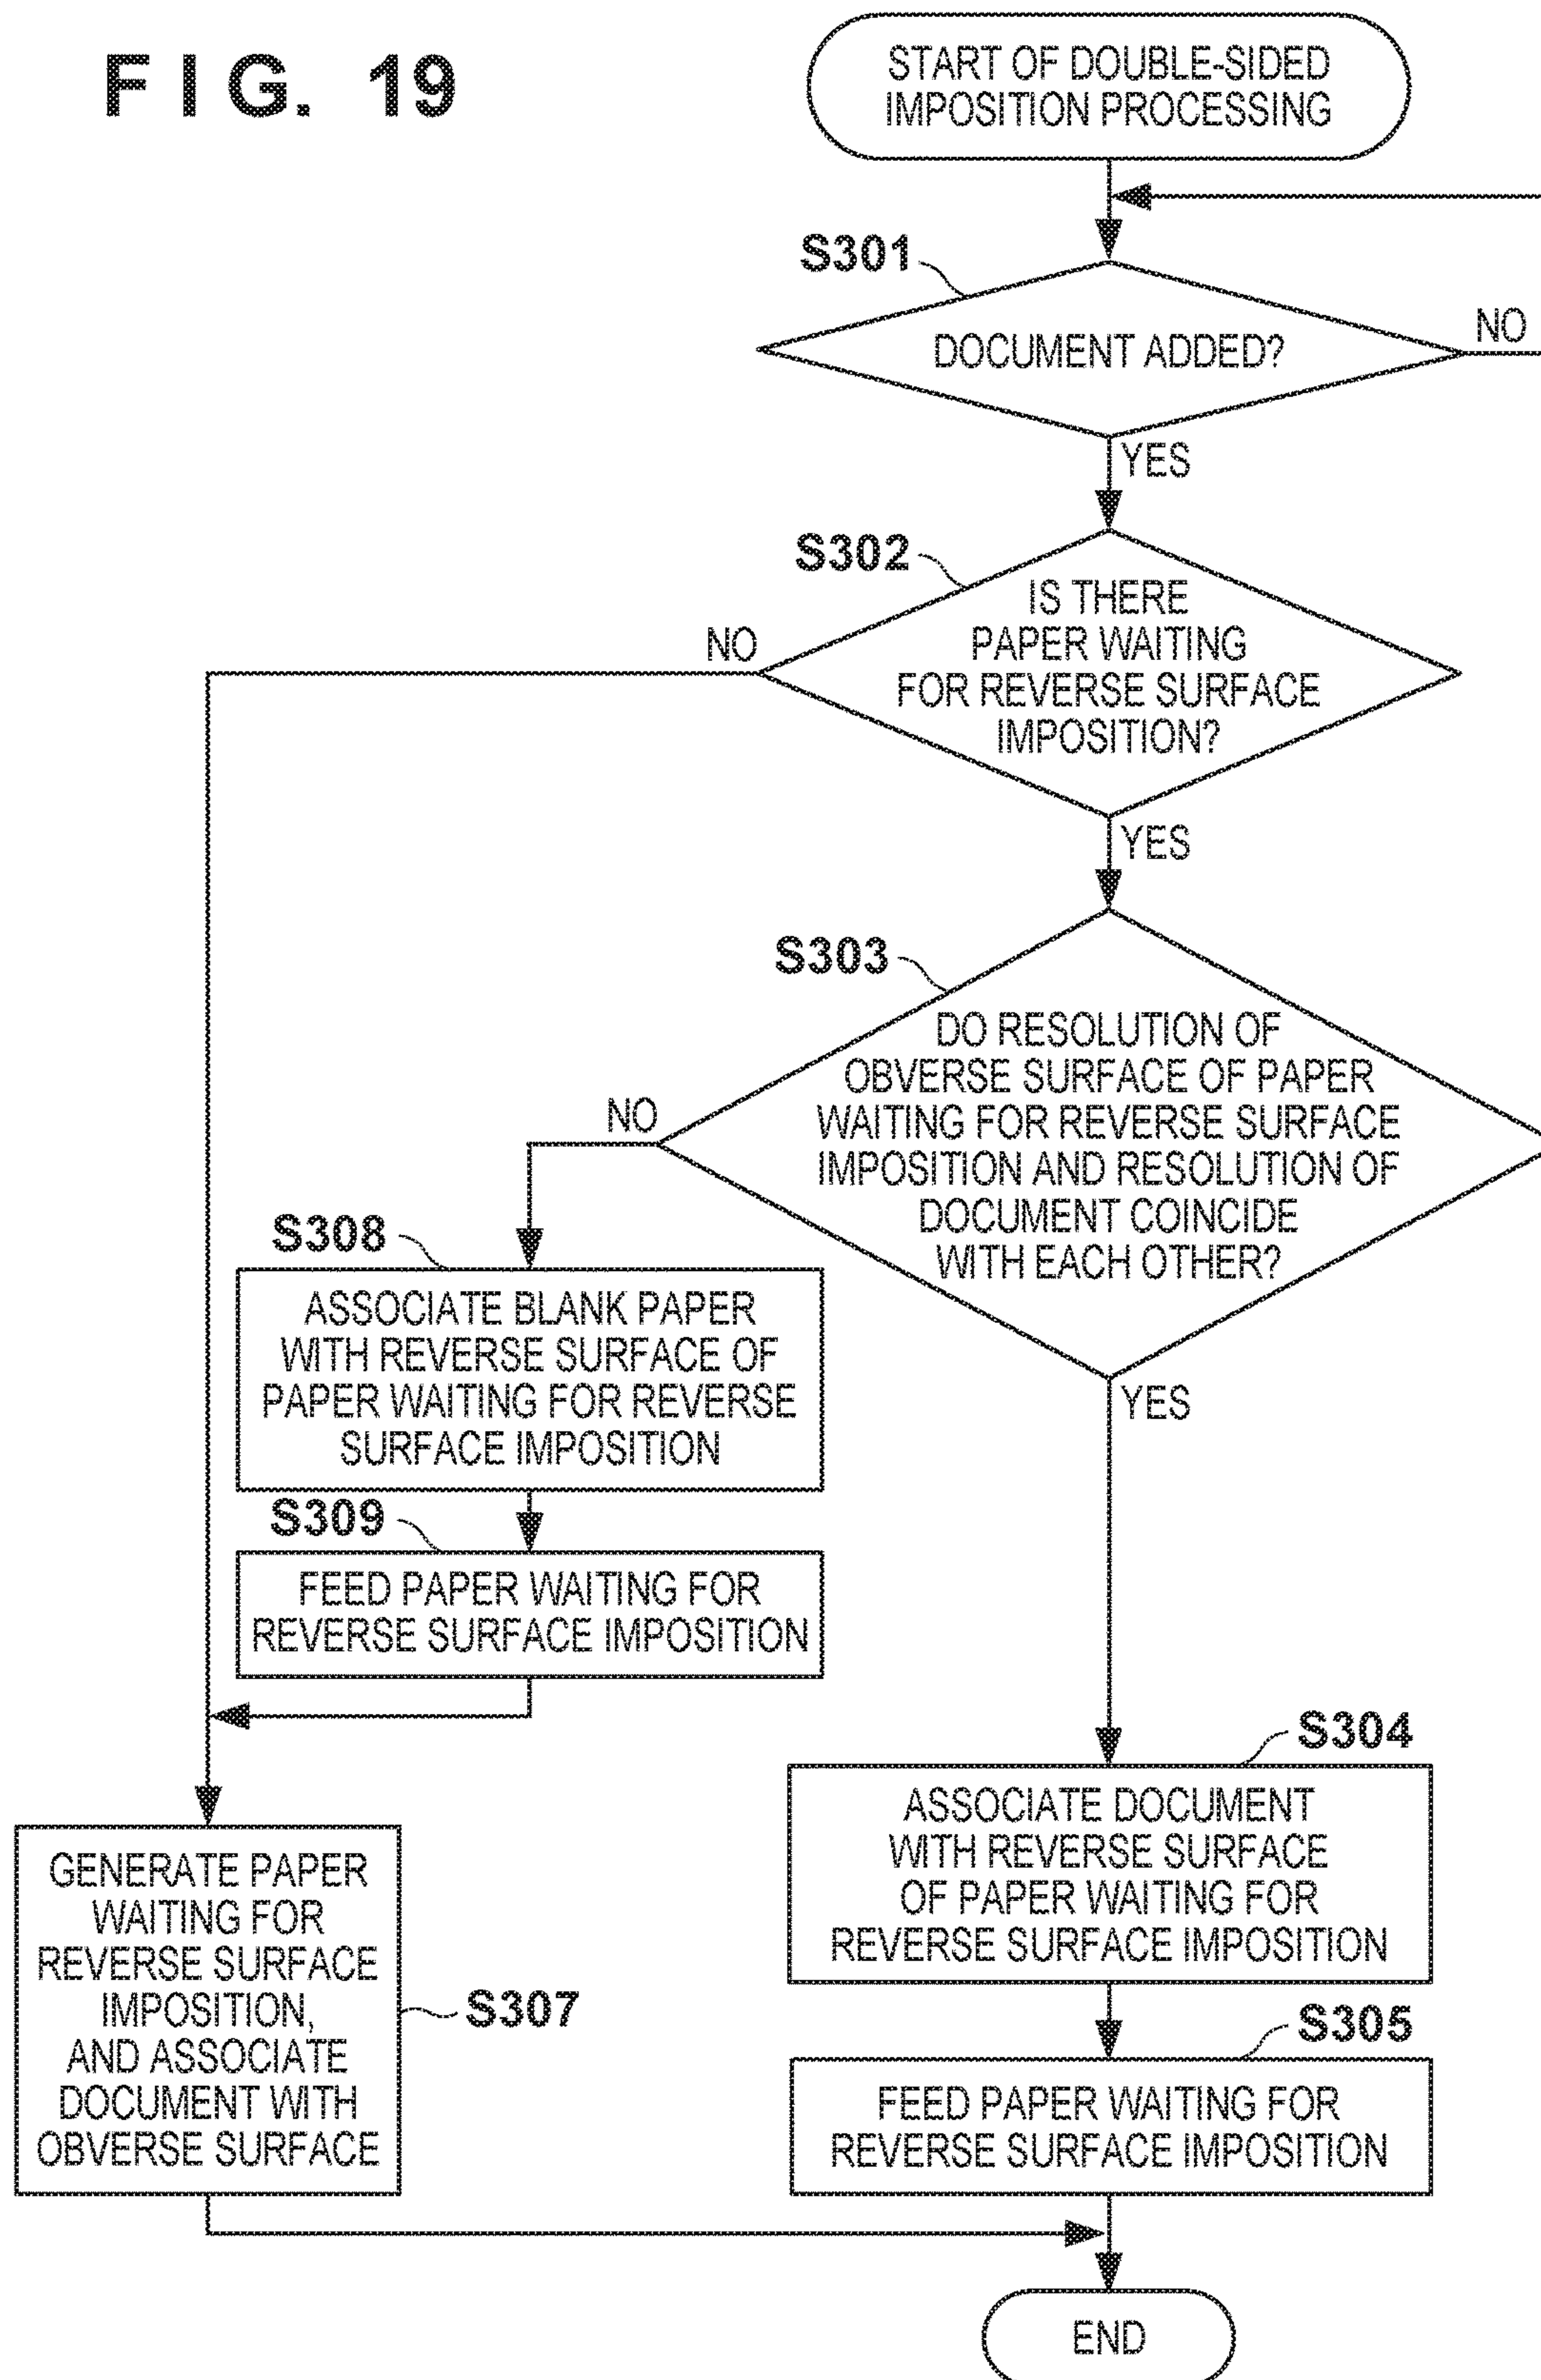 FIG. 19
START OF DOUBLE-SIDED
IMPOSITION PROCESSING
S301
DOCUMENT ADDED?
NO
YES
S302
IS THERE
PAPER WAITING
FOR REVERSE SURFACE
IMPOSITION?
NO
YES
S303
DO RESOLUTION OF
OBVERSE SURFACE OF PAPER
WAITING FOR REVERSE SURFACE
IMPOSITION AND RESOLUTION OF
DOCUMENT COINCIDE
WITH EACH OTHER?
NO
YES
S308
ASSOCIATE BLANK PAPER
WITH REVERSE SURFACE OF
PAPER WAITING FOR REVERSE
SURFACE IMPOSITION
S309
FEED PAPER WAITING FOR
REVERSE SURFACE IMPOSITION
S304
ASSOCIATE DOCUMENT
WITH REVERSE SURFACE
OF PAPER WAITING FOR
REVERSE SURFACE IMPOSITION
GENERATE PAPER
WAITING FOR
REVERSE SURFACE
IMPOSITION,
AND ASSOCIATE
DOCUMENT WITH
OBVERSE SURFACE
S307
S305
FEED PAPER WAITING FOR
REVERSE SURFACE IMPOSITION
END